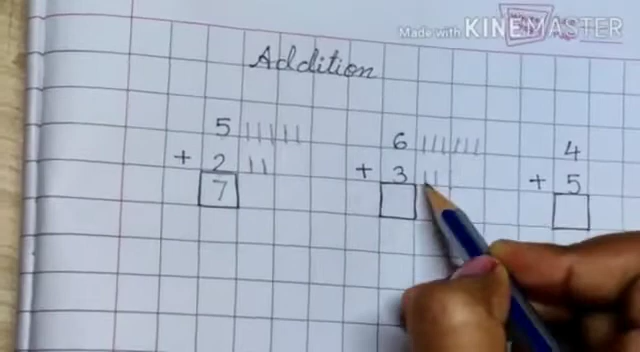 Made with KINEMASTER
Addition
5 |||||
+ 2 ||
7
6 ||||||
+ 3 ||
4
+ 5